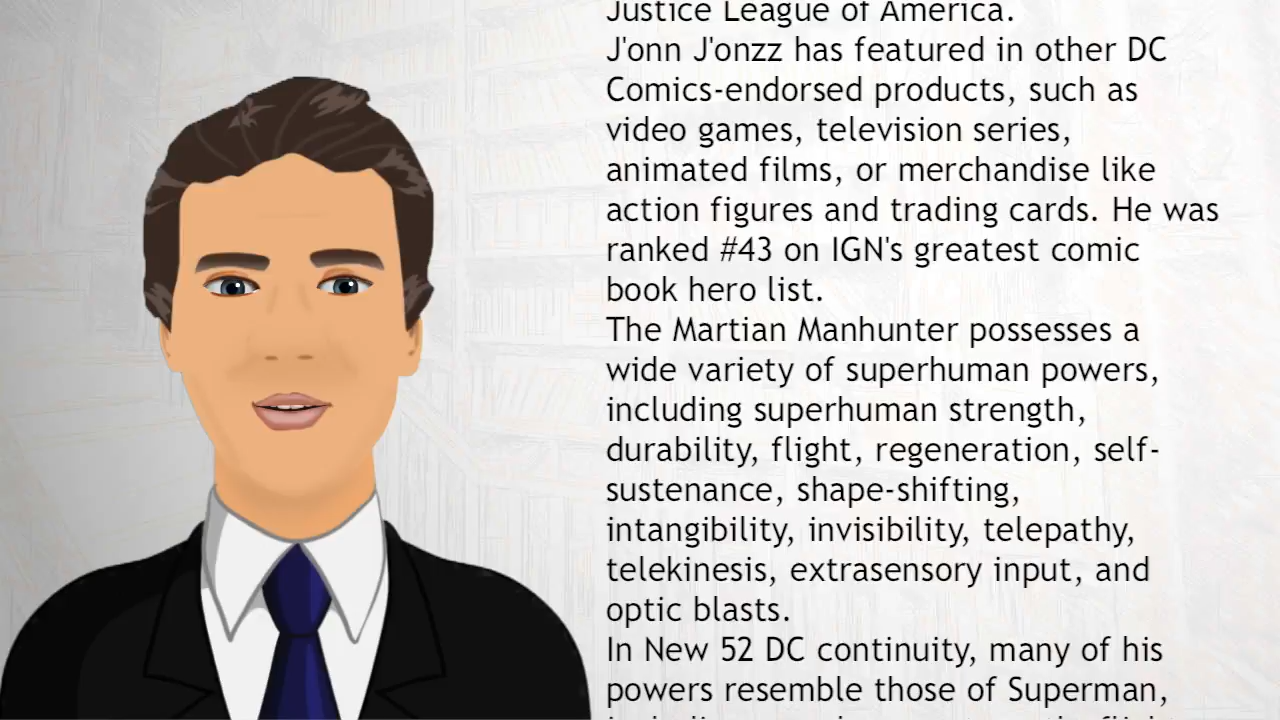 Justice League of America.
J'onn J'onzz has featured in other DC
Comics-endorsed products, such as
video games, television series,
animated films, or merchandise like
action figures and trading cards. He was
ranked #43 on IGN's greatest comic
book hero list.
The Martian Manhunter possesses a
wide variety of superhuman powers,
including superhuman strength,
durability, flight, regeneration, self-
sustenance, shape-shifting,
intangibility, invisibility, telepathy,
telekinesis, extrasensory input, and
optic blasts.
In New 52 DC continuity, many of his
powers resemble those of Superman,